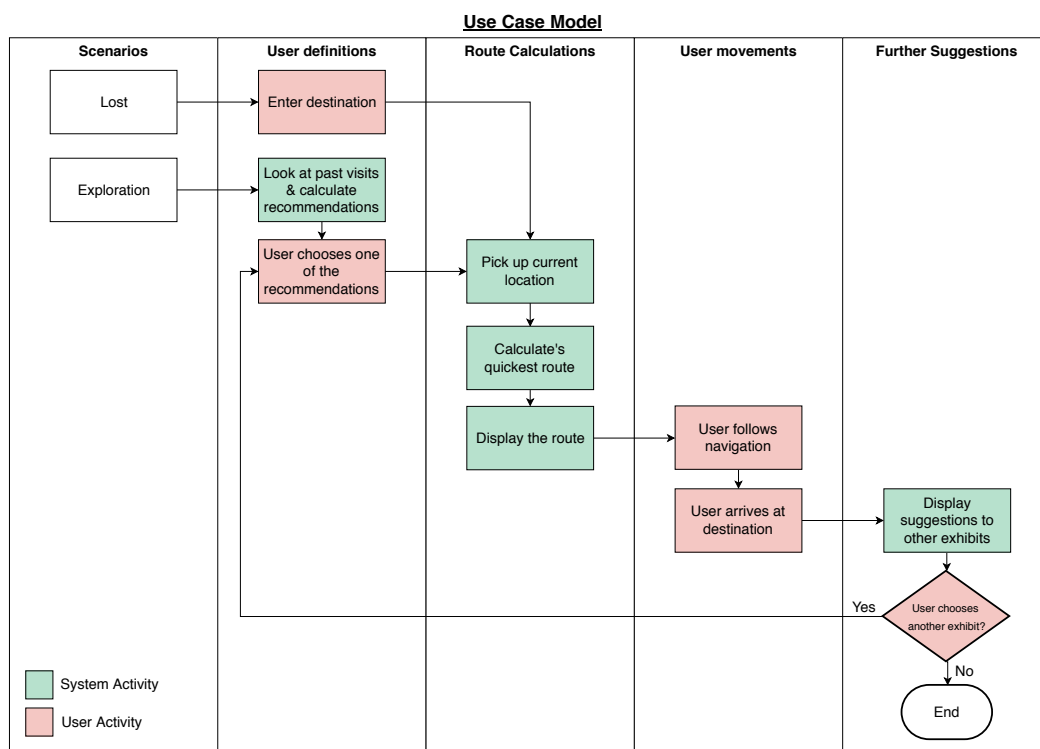 Use Case Model
Scenarios
User definitions
Route Calculations
User movements
Further Suggestions
Lost
Enter destination
Exploration
Look at past visits
& calculate
recommendations
User chooses one
of the
recommendations
Pick up current
location
Calculate's
quickest route
Display the route
User follows
navigation
User arrives at
destination
Display
suggestions to
other exhibits
Yes
User chooses
another exhibit?
No
End
System Activity
User Activity